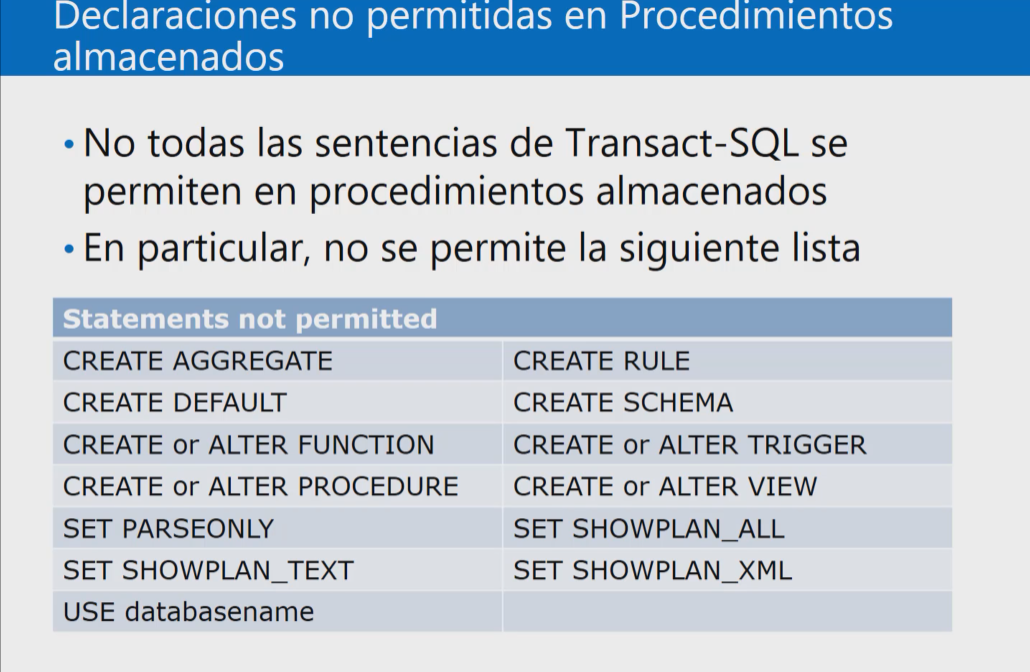 Declaraciones no permitidas en Procedimientos
almacenados
• No todas las sentencias de Transact-SQL se
permiten en procedimientos almacenados
• En particular, no se permite la siguiente lista
Statements not permitted
CREATE AGGREGATE CREATE RULE
CREATE DEFAULT CREATE SCHEMA
CREATE or ALTER FUNCTION CREATE or ALTER TRIGGER
CREATE or ALTER PROCEDURE CREATE or ALTER VIEW
SET PARSEONLY SET SHOWPLAN_ALL
SET SHOWPLAN_TEXT SET SHOWPLAN_XML
USE databasename